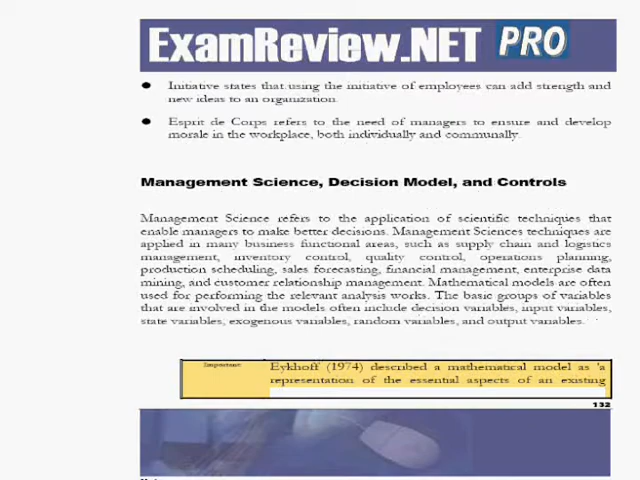 ExamReview.NET PRO
● Initiative states that using the initiative of employees can add strength and
new ideas to an organization.
● Esprit de Corps refers to the need of managers to ensure and develop
morale in the workplace, both individually and communally.
Management Science, Decision Model, and Controls
Management Science refers to the application of scientific techniques that
enable managers to make better decisions. Management Sciences techniques are
applied in many business functional areas, such as supply chain and logistics
management, inventory control, quality control, operations planning,
production scheduling, sales forecasting, financial management, enterprise data
mining, and customer relationship management. Mathematical models are often
used for performing the relevant analysis works. The basic groups of variables
that are involved in the models often include decision variables, input variables,
state variables, exogenous variables, random variables, and output variables.
Eykhoff (1974) described a mathematical model as 'a
representation of the essential aspects of an existing
132